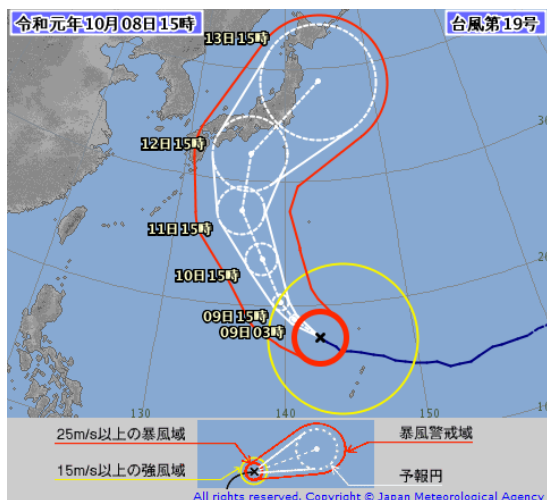 令和元年10月08日15時
台風第19号
13日15時
12日15時
11日15時
10日15時
09日15時
09日03時
30
20
20
140
150
160
25m/s以上の暴風域
暴風警戒域
15m/s以上の強風域
予報円
All rights reserved. Copyright © Japan Meteorological Agency